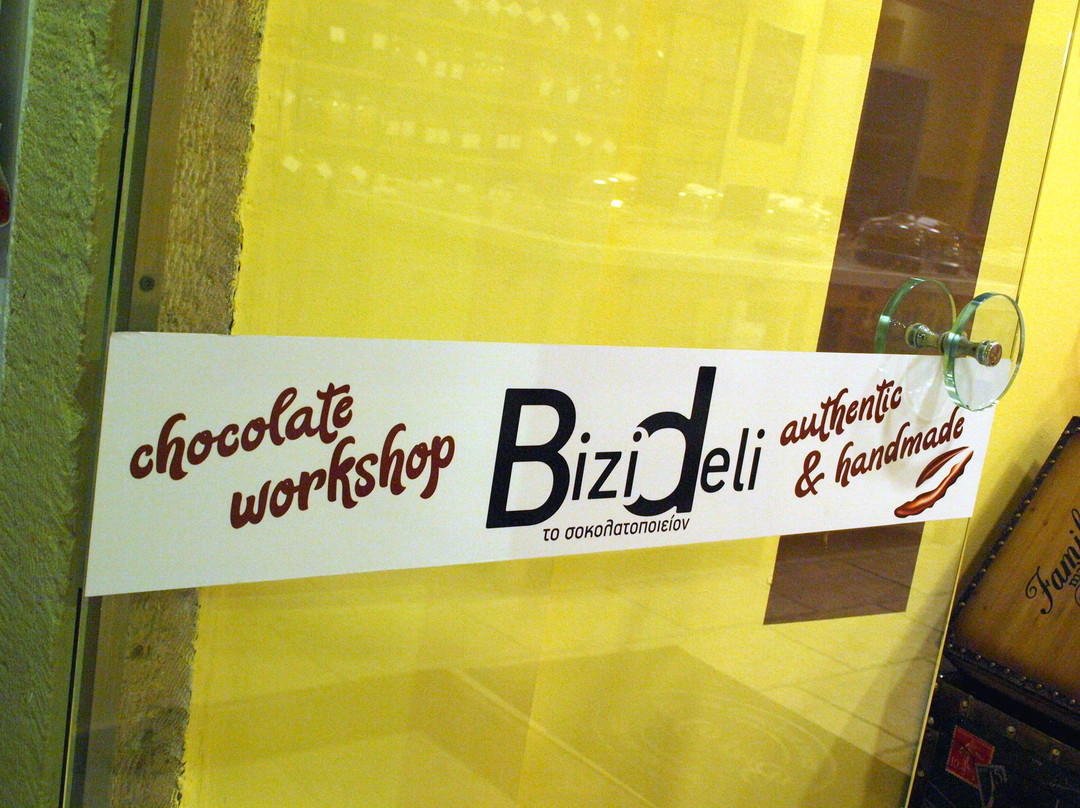 chocolate
workshop
BiziDeli
το σοκολατοποιείον
authentic
& handmade